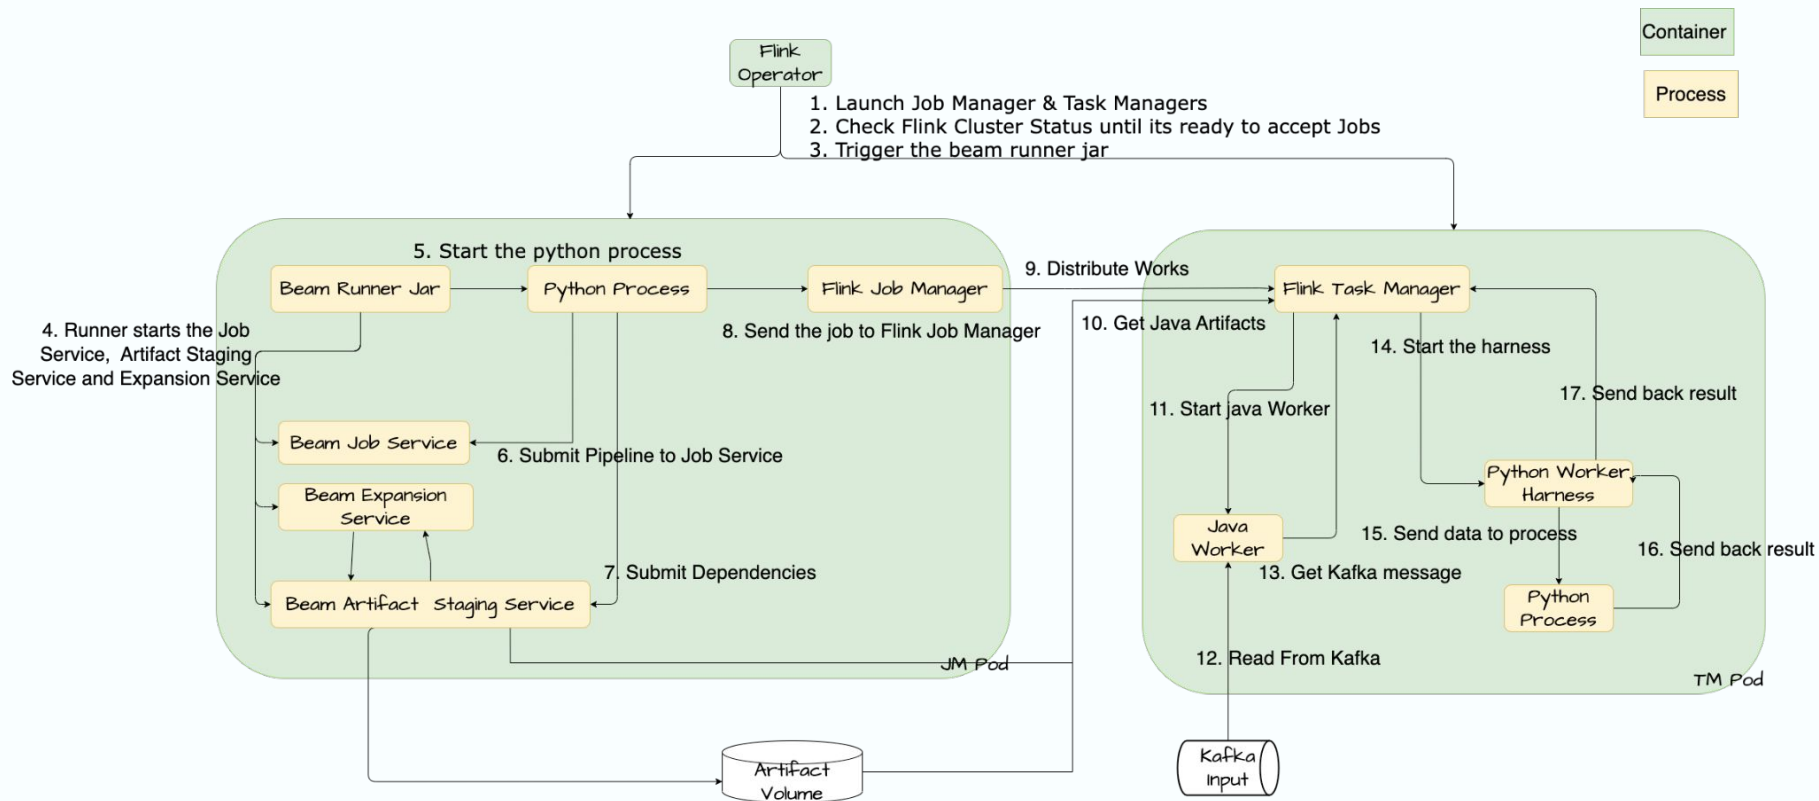 Container
Process
Flink
Operator
1. Launch Job Manager & Task Managers
2. Check Flink Cluster Status until its ready to accept Jobs
3. Trigger the beam runner jar
5. Start the python process
Beam Runner Jar
Python Process
Flink Job Manager
9. Distribute Works
Flink Task Manager
4. Runner starts the Job
Service, Artifact Staging
Service and Expansion Service
8. Send the job to Flink Job Manager
10. Get Java Artifacts
14. Start the harness
11. Start java Worker
17. Send back result
Beam Job Service
6. Submit Pipeline to Job Service
Python Worker
Harness
Beam Expansion
Service
Java
Worker
15. Send data to process
16. Send back result
7. Submit Dependencies
13. Get Kafka message
Beam Artifact Staging Service
Python
Process
12. Read From Kafka
JM Pod
TM Pod
Artifact
Volume
Kafka
Input